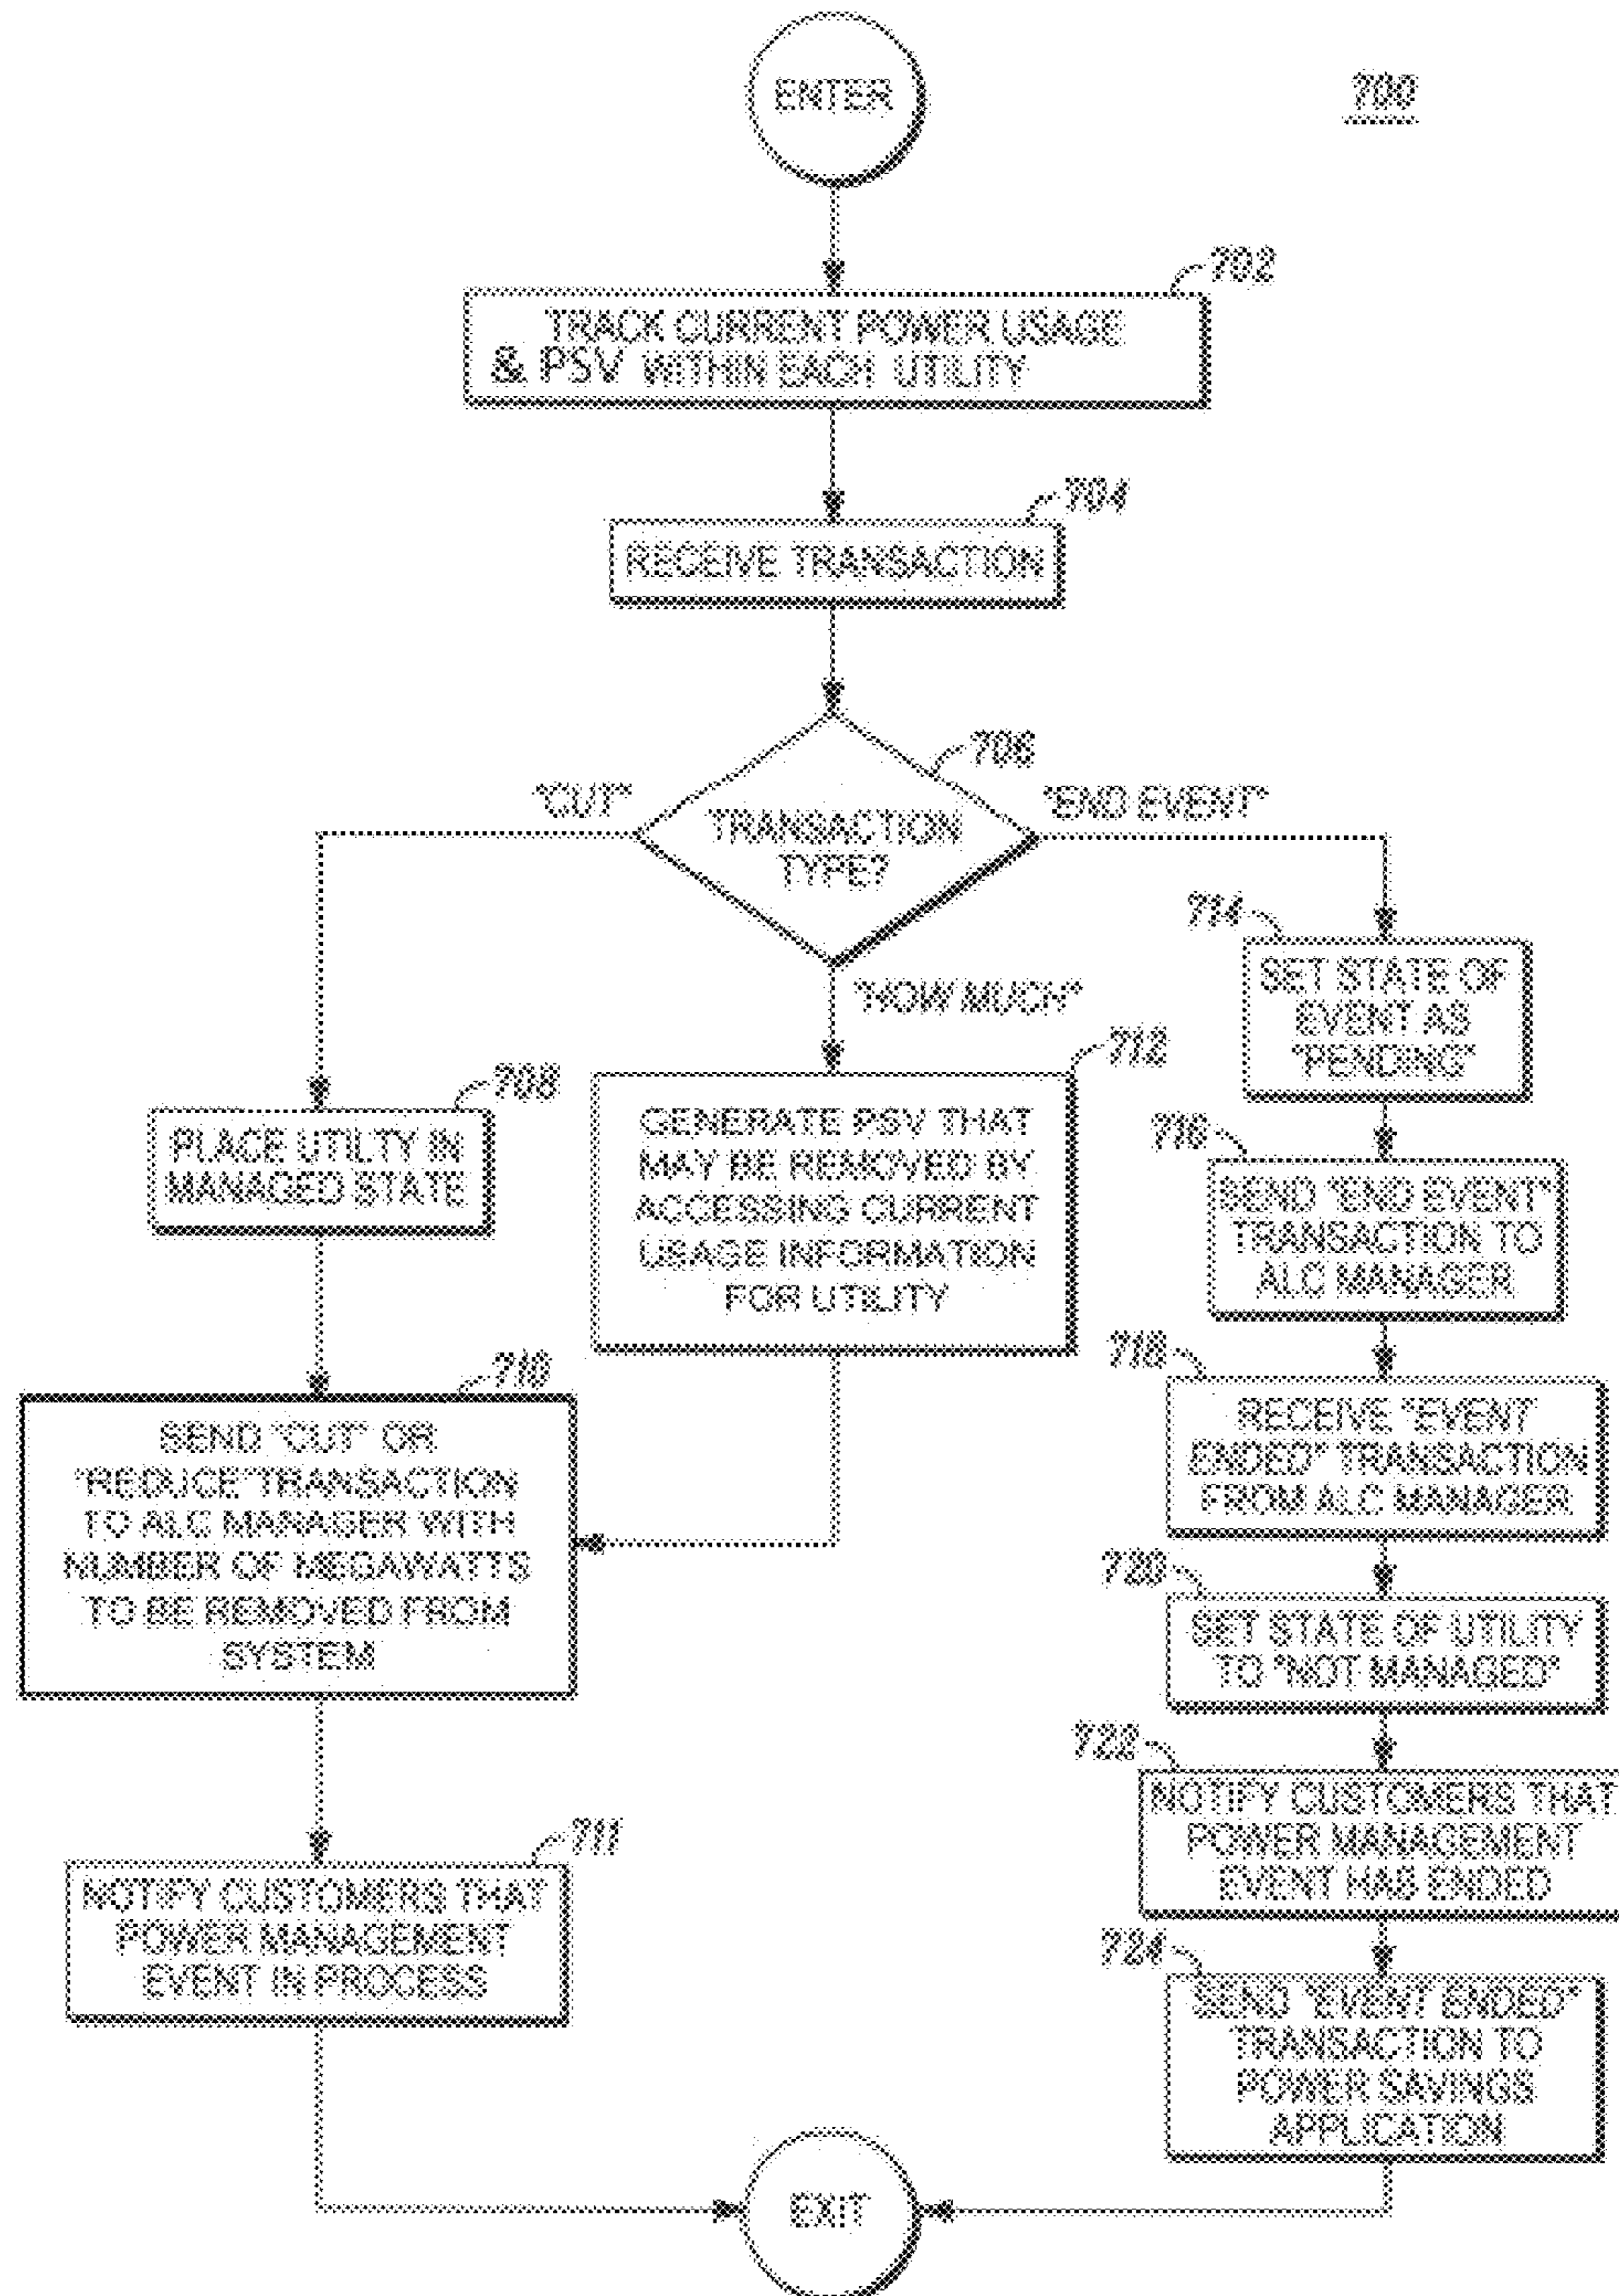 ENTER
700
702
TRACK CURRENT POWER USAGE
& PSV WITHIN EACH UTILITY
704
RECEIVE TRANSACTION
706
TRANSACTION
TYPE?
"CUT"
"END EVENT"
"HOW MUCH"
708
PLACE UTILTY IN
MANAGED STATE
710
SEND "CUT" OR
"REDUCE" TRANSACTION
TO ALC MANAGER WITH
NUMBER OF MEGAWATTS
TO BE REMOVED FROM
SYSTEM
711
NOTIFY CUSTOMERS THAT
POWER MANAGEMENT
EVENT IN PROCESS
712
GENERATE PSV THAT
MAY BE REMOVED BY
ACCESSING CURRENT
USAGE INFORMATION
FOR UTILITY
714
SET STATE OF
EVENT AS
"PENDING"
716
SEND "END EVENT"
TRANSACTION TO
ALC MANAGER
718
RECEIVE "EVENT
ENDED" TRANSACTION
FROM ALC MANAGER
720
SET STATE OF UTILITY
TO "NOT MANAGED"
722
NOTIFY CUSTOMERS THAT
POWER MANAGEMENT
EVENT HAS ENDED
724
SEND "EVENT ENDED"
TRANSACTION TO
POWER SAVINGS
APPLICATION
EXIT